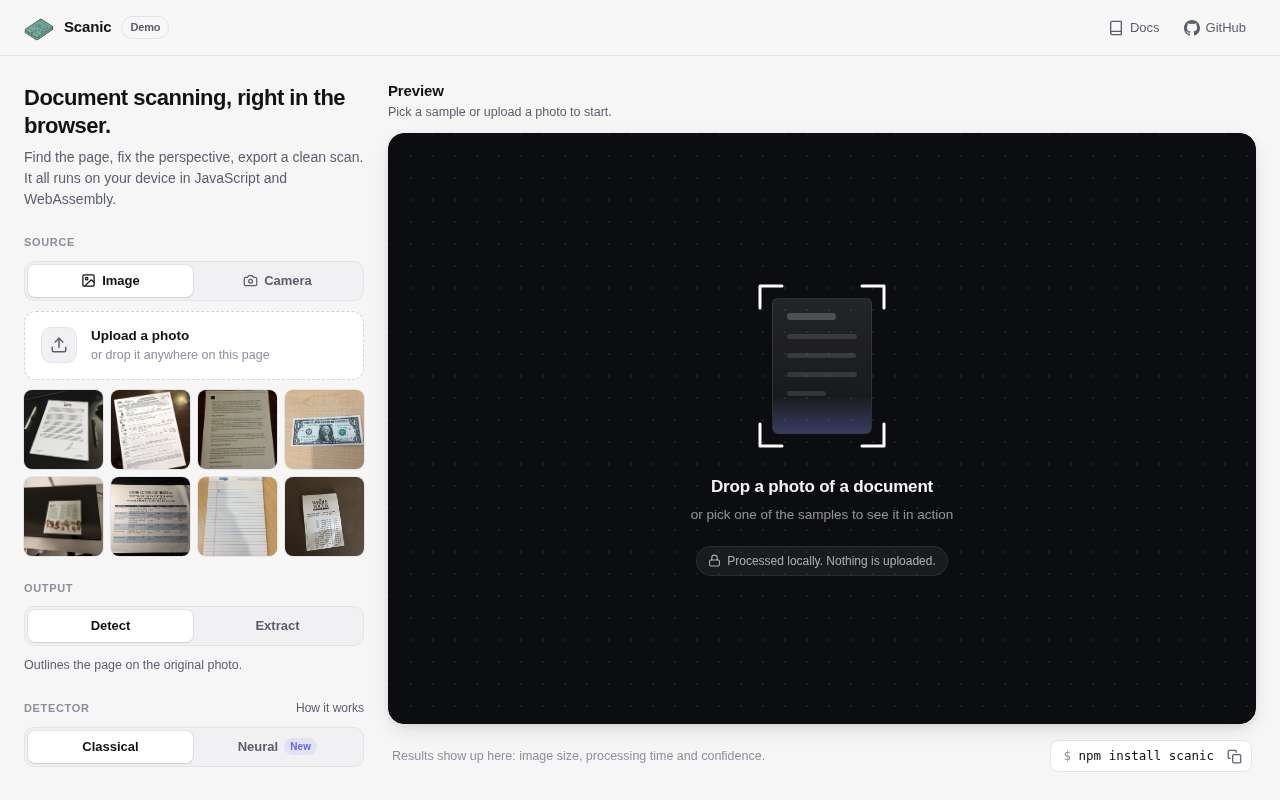 Scanic
Demo
Docs
GitHub
Document scanning, right in the
browser.
Find the page, fix the perspective, export a clean scan.
It all runs on your device in JavaScript and
WebAssembly.
SOURCE
Image
Camera
Upload a photo
or drop it anywhere on this page
OUTPUT
Detect
Extract
Outlines the page on the original photo.
DETECTOR
How it works
Classical
Neural
New
Preview
Pick a sample or upload a photo to start.
Drop a photo of a document
or pick one of the samples to see it in action
Processed locally. Nothing is uploaded.
Results show up here: image size, processing time and confidence.
$ npm install scanic